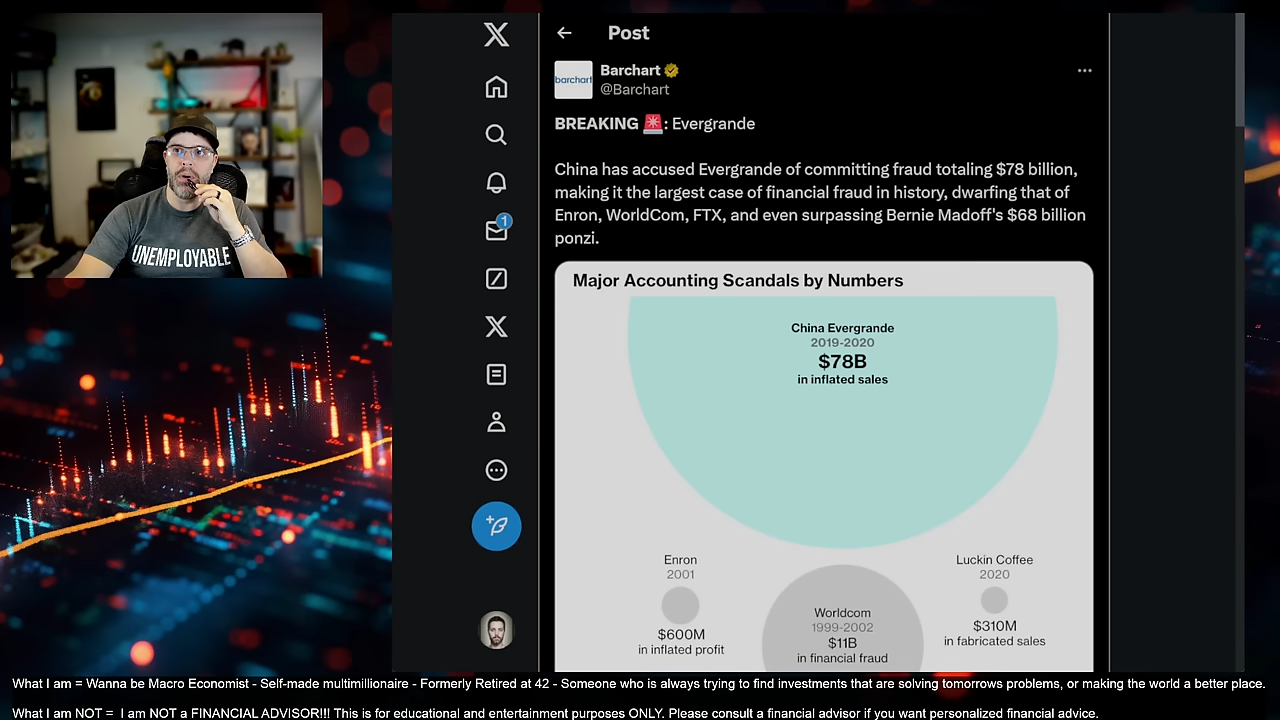 UNEMPLOYABLE
Post
barchart
Barchart
@Barchart
BREAKING 🚨: Evergrande
China has accused Evergrande of committing fraud totaling $78 billion,
making it the largest case of financial fraud in history, dwarfing that of
Enron, WorldCom, FTX, and even surpassing Bernie Madoff's $68 billion
ponzi.
1
Major Accounting Scandals by Numbers
China Evergrande
2019-2020
$78B
in inflated sales
Enron
2001
$600M
in inflated profit
Worldcom
1999-2002
$11B
in financial fraud
Luckin Coffee
2020
$310M
in fabricated sales
What I am = Wanna be Macro Economist - Self-made multimillionaire - Formerly Retired at 42 - Someone who is always trying to find investments that are solving tomorrows problems, or making the world a better place.
What I am NOT = I am NOT a FINANCIAL ADVISOR!!! This is for educational and entertainment purposes ONLY. Please consult a financial advisor if you want personalized financial advice.